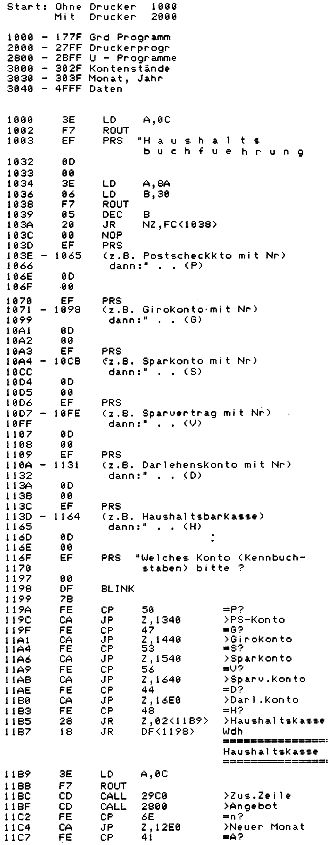 Start: Ohne Drucker 1000
Mit Drucker 2000
1000 - 177F Grd Programm
2000 - 27FF Druckerprogr
2800 - 2BFF U - Programme
3000 - 302F Kontenstände
3030 - 303F Monat, Jahr
3040 - 4FFF Daten
1000 3E LD A,0C
1002 F7 ROUT
1003 EF PRS "H a u s h a l t s
b u c h f u e h r u n g
1032 0D
1033 00
1034 3E LD A,8A
1036 06 LD B,30
1038 F7 ROUT
1039 05 DEC B
103A 20 JR NZ,FC(1038)
103C 00 NOP
103D EF PRS
103E - 1065 (z.B. Postscheckkto mit Nr)
1066 dann:" . . (P)
106E 0D
106F 00
1070 EF PRS
1071 - 1098 (z.B. Girokonto mit Nr)
1099 dann:" . . (G)
10A1 0D
10A2 00
10A3 EF PRS
10A4 - 10CB (z.B. Sparkonto mit Nr)
10CC dann:" . . (S)
10D4 0D
10D5 00
10D6 EF PRS
10D7 - 10FE (z.B. Sparvertrag mit Nr)
10FF dann:" . . (V)
1107 0D
1108 00
1109 EF PRS
110A - 1131 (z.B. Darlehenskonto mit Nr)
1132 dann:" . . (D)
113A 0D
113B 00
113C EF PRS
113D - 1164 (z.B. Haushaltsbarkasse)
1165 dann:" . . (H)
116D 0D
116E 00
116F EF PRS "Welches Konto (Kennbuch-
1170 staben) bitte ?
1197 00
1198 DF BLINK
1199 7B
119A FE CP 50 =P?
119C CA JP Z,1340 >PS-Konto
119F FE CP 47 =G?
11A1 CA JP Z,1440 >Girokonto
11A4 FE CP 53 =S?
11A6 CA JP Z,1540 >Sparkonto
11A9 FE CP 56 =V?
11AB CA JP Z,1640 >Sparv.konto
11AE FE CP 44 =D?
11B0 CA JP Z,16E0 >Darl.konto
11B3 FE CP 48 =H?
11B5 28 JR Z,02(11B9) >Haushaltskasse
11B7 18 JR DF(1198) Wdh
==============
Haushaltskasse
==============
11B9 3E LD A,0C
11BB F7 ROUT
11BC CD CALL 29C0 >Zus.Zeile
11BF CD CALL 2800 >Angebot
11C2 FE CP 6E =n?
11C4 CA JP Z,12E0 >Neuer Monat
11C7 FE CP 41 =A?